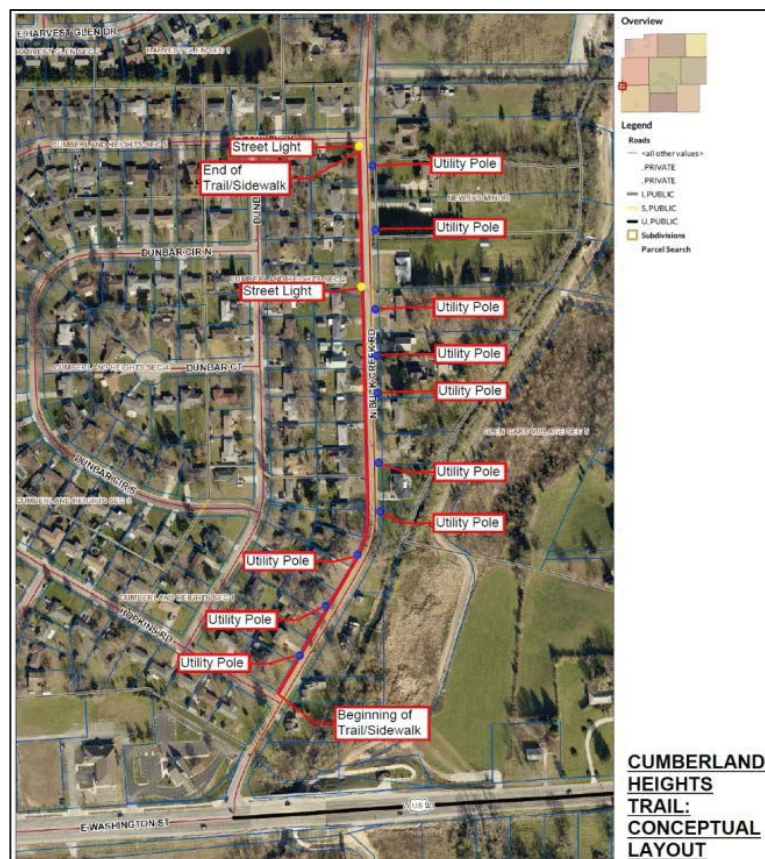 Overview
Legend
Roads
<all other values>
, PRIVATE
, PRIVATE
I, PUBLIC
S, PUBLIC
U, PUBLIC
Subdivisions
Parcel Search
E HARVEST GLEN DR
HARVEST GLEN SEC 2
HARVEST GLEN SEC 1
CUMBERLAND HEIGHTS SEC 5
Street Light
End of
Trail/Sidewalk
Utility Pole
NEWBYS MINOR
Utility Pole
DUNBAR CIR N
CUMBERLAND HEIGHTS SEC 2
Street Light
Utility Pole
N BUCK CREEK RD
Utility Pole
CUMBERLAND HEIGHTS SEC 4
DUNBAR CT
Utility Pole
GLEN OAKS VILLAGE SEC 5
DUNBAR CIR S
Utility Pole
CUMBERLAND HEIGHTS SEC 3
Utility Pole
Utility Pole
CUMBERLAND HEIGHTS SEC 1
HOPKINS RD
Utility Pole
Utility Pole
Beginning of
Trail/Sidewalk
E WASHINGTON ST
CUMBERLAND
HEIGHTS
TRAIL:
CONCEPTUAL
LAYOUT